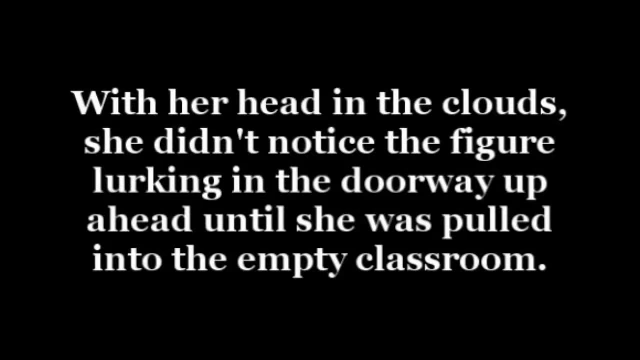 With her head in the clouds,
she didn't notice the figure
lurking in the doorway up
ahead until she was pulled
into the empty classroom.